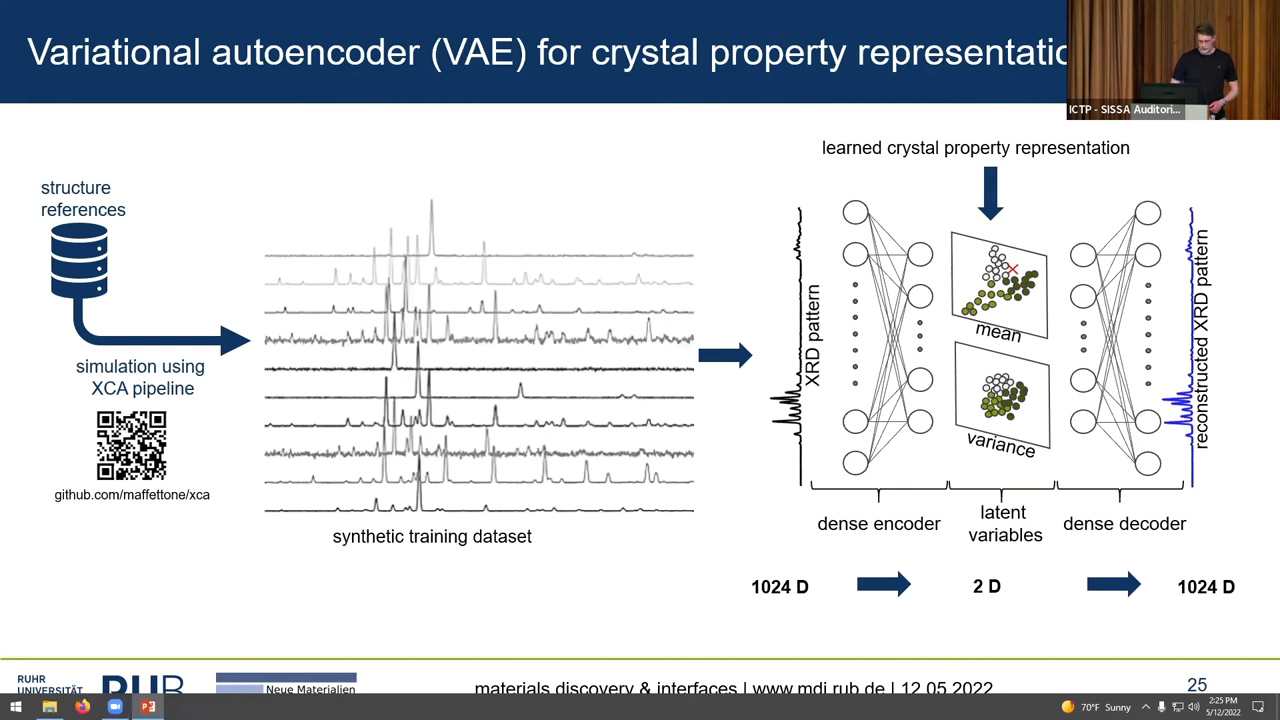 Variational autoencoder (VAE) for crystal property representatio
ICTP - SISSA Auditori...
learned crystal property representation
structure
references
simulation using
XCA pipeline
github.com/maffettone/xca
synthetic training dataset
XRD pattern
mean
variance
reconstructed XRD pattern
dense encoder
latent
variables
dense decoder
1024 D
2 D
1024 D
RUHR
UNIVERSITÄT
RUB
Neue Materialien
materials discovery & interfaces | www.mdi.rub.de | 12.05.2022
25
70°F Sunny
2:25 PM
5/12/2022